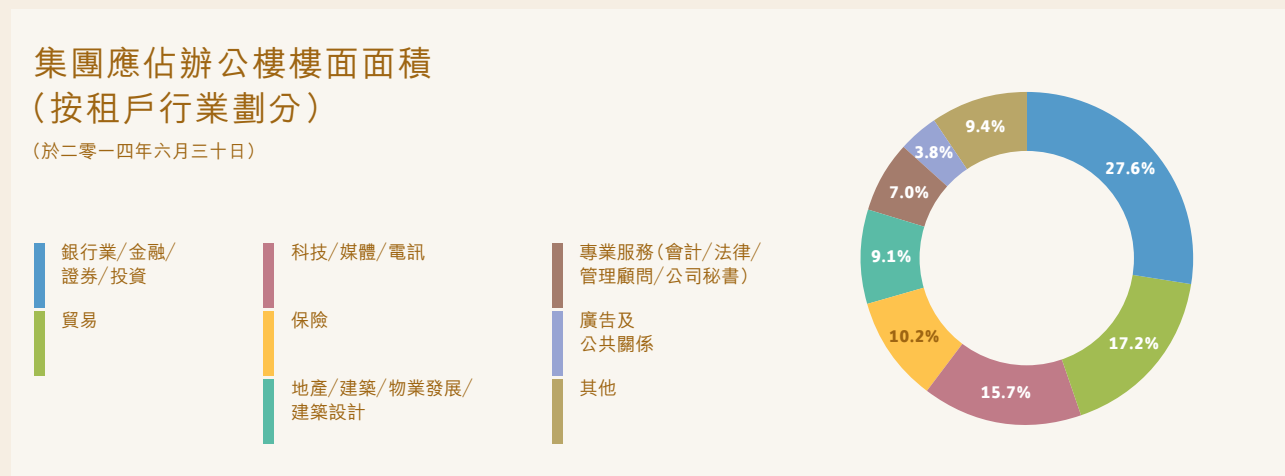 集團應佔辦公樓樓面面積
（按租戶行業劃分）
（於二零一四年六月三十日）
銀行業/金融/
證券/投資
貿易
科技/媒體/電訊
保險
地產/建築/物業發展/
建築設計
專業服務（會計/法律/
管理顧問/公司秘書）
廣告及
公共關係
其他
27.6%
17.2%
15.7%
10.2%
9.1%
7.0%
3.8%
9.4%